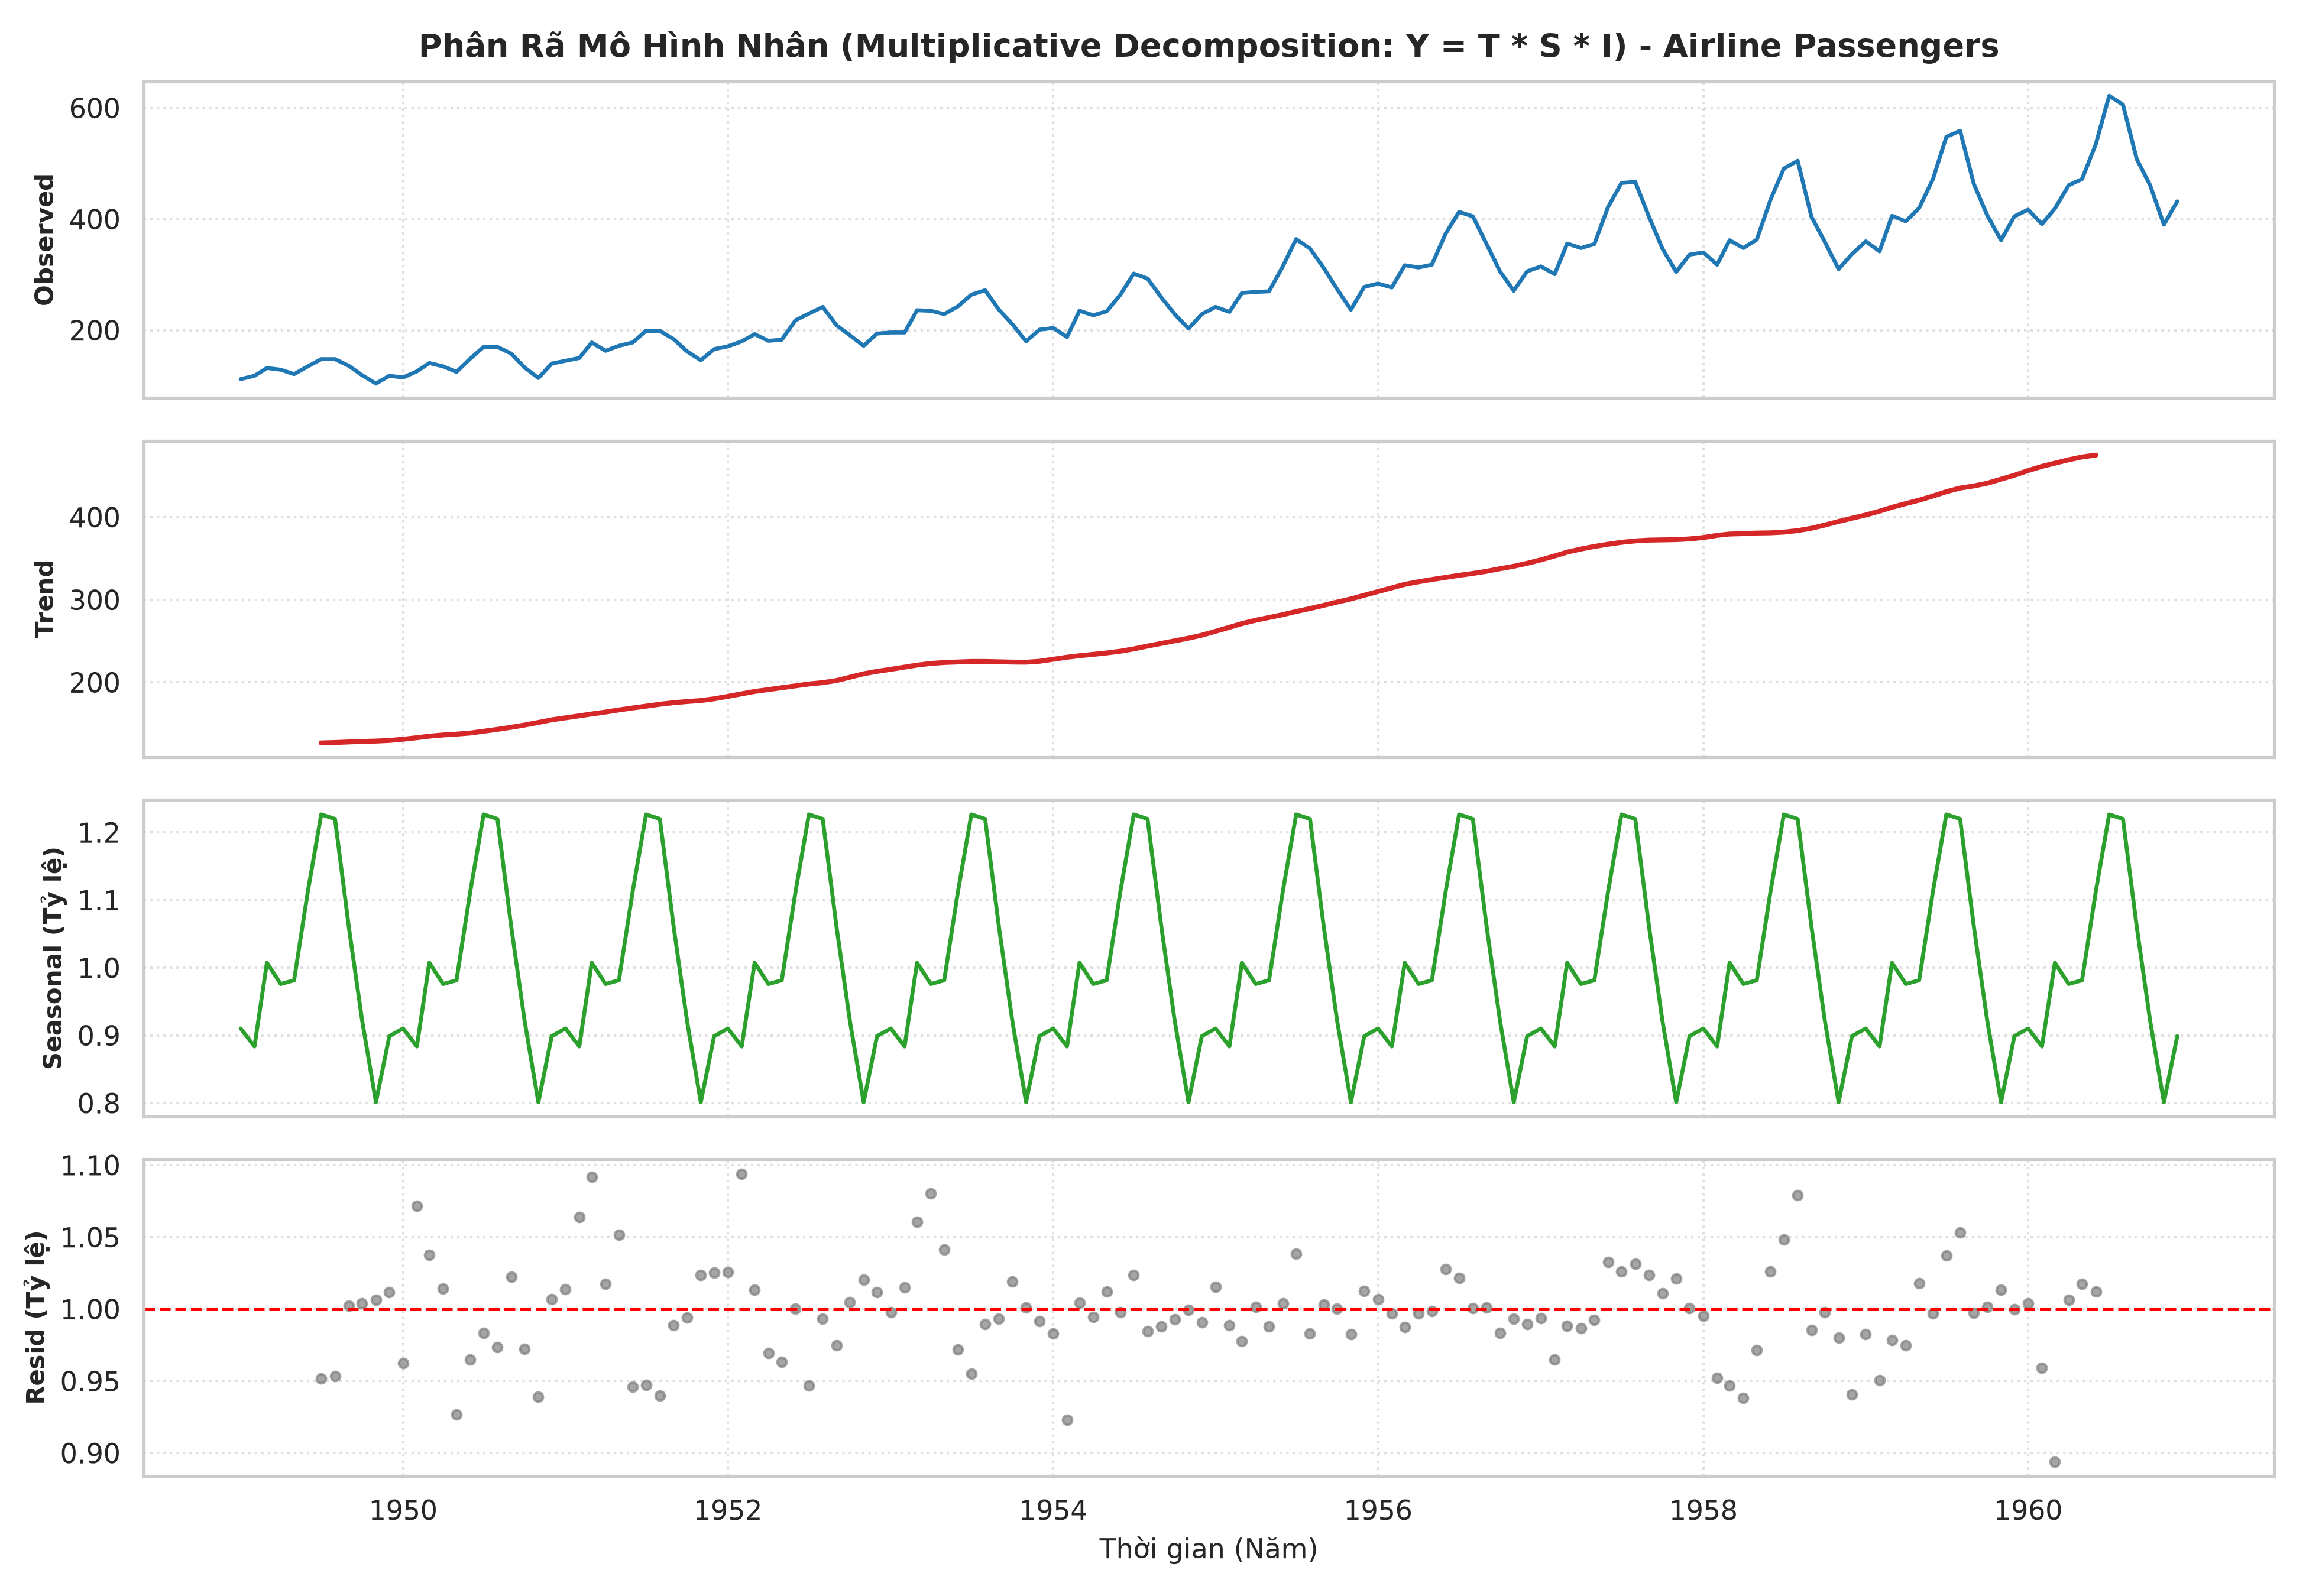 Phân Rã Mô Hình Nhân (Multiplicative Decomposition: Y = T * S * I) - Airline Passengers
Observed
600
400
200
Trend
400
300
200
Seasonal (Tỷ lệ)
1.2
1.1
1.0
0.9
0.8
Resid (Tỷ lệ)
1.10
1.05
1.00
0.95
0.90
1950 1952 1954 1956 1958 1960
Thời gian (Năm)